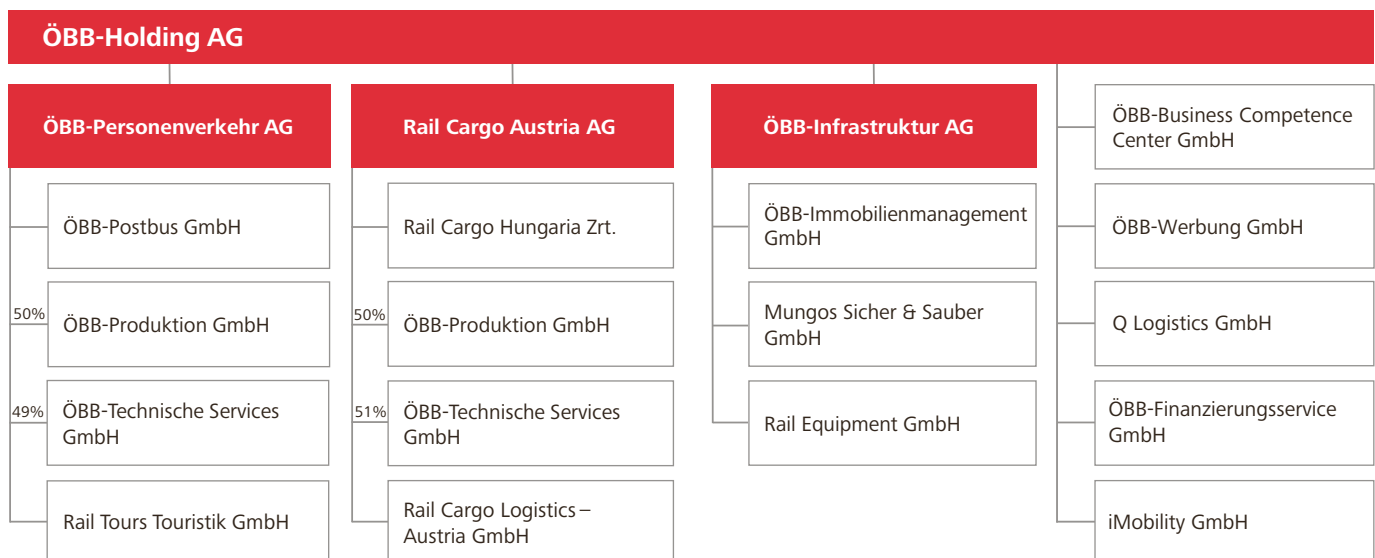 ÖBB-Holding AG
ÖBB-Personenverkehr AG
ÖBB-Postbus GmbH
50%
ÖBB-Produktion GmbH
49%
ÖBB-Technische Services
GmbH
Rail Tours Touristik GmbH
Rail Cargo Austria AG
Rail Cargo Hungaria Zrt.
50%
ÖBB-Produktion GmbH
51%
ÖBB-Technische Services
GmbH
Rail Cargo Logistics –
Austria GmbH
ÖBB-Infrastruktur AG
ÖBB-Immobilienmanagement
GmbH
Mungos Sicher & Sauber
GmbH
Rail Equipment GmbH
ÖBB-Business Competence
Center GmbH
ÖBB-Werbung GmbH
Q Logistics GmbH
ÖBB-Finanzierungsservice
GmbH
iMobility GmbH